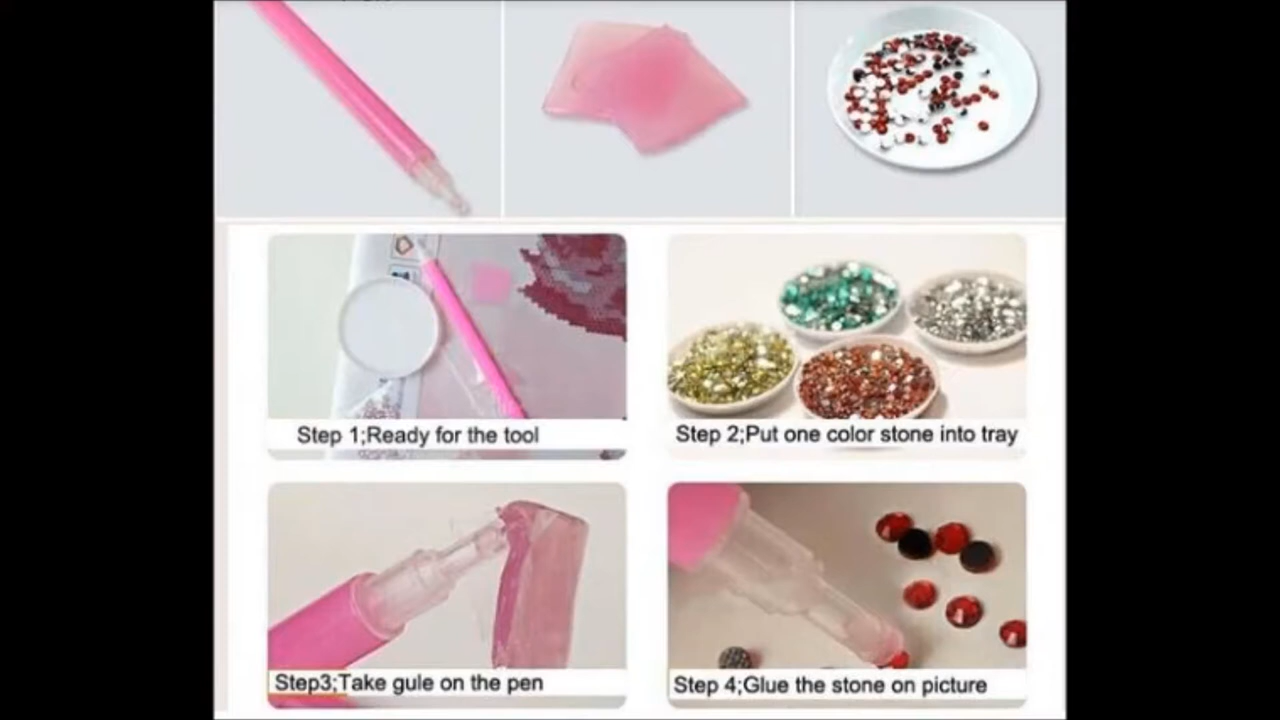 Step 1;Ready for the tool
Step 2;Put one color stone into tray
Step3;Take gule on the pen
Step 4;Glue the stone on picture